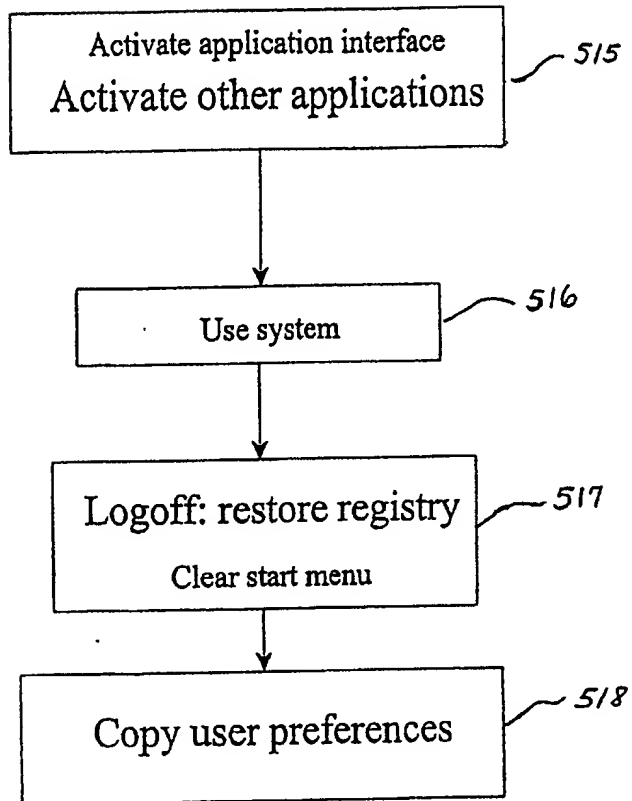 Activate application interface
Activate other applications
515
Use system
516
Logoff: restore registry
Clear start menu
517
Copy user preferences
518